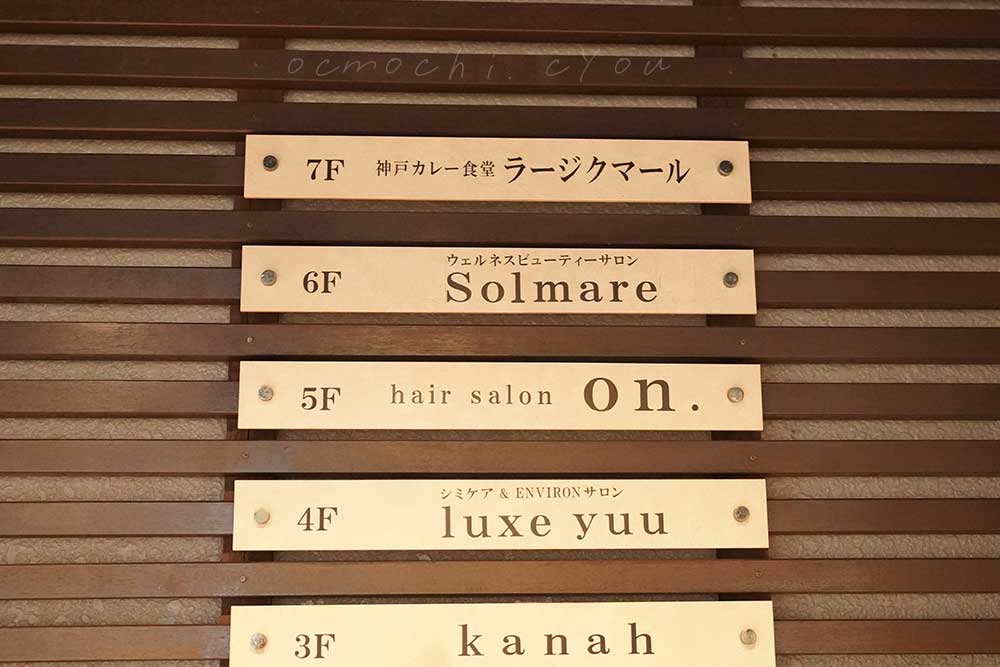 ocmochi.cyou
7F 神戸カレー食堂 ラージクマール
ウェルネスビューティーサロン
6F Solmare
5F hair salon on.
シミケア & ENVIRONサロン
4F luxe yuu
3F kanah